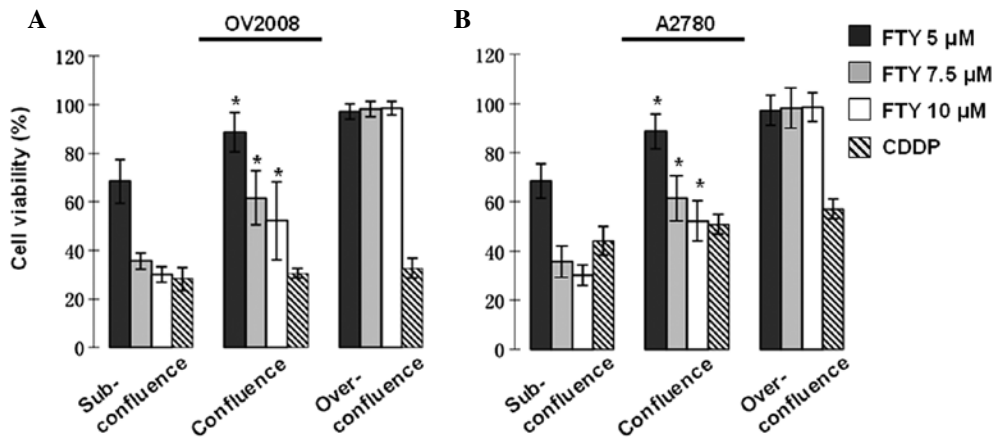 A
OV2008
120
100
80
60
40
20
0
Cell viability (%)
*
*
*
Sub-
confluence
Confluence
Over-
confluence
B
A2780
120
100
80
60
40
20
0
*
*
*
Sub-
confluence
Confluence
Over-
confluence
FTY 5 µM
FTY 7.5 µM
FTY 10 µM
CDDP